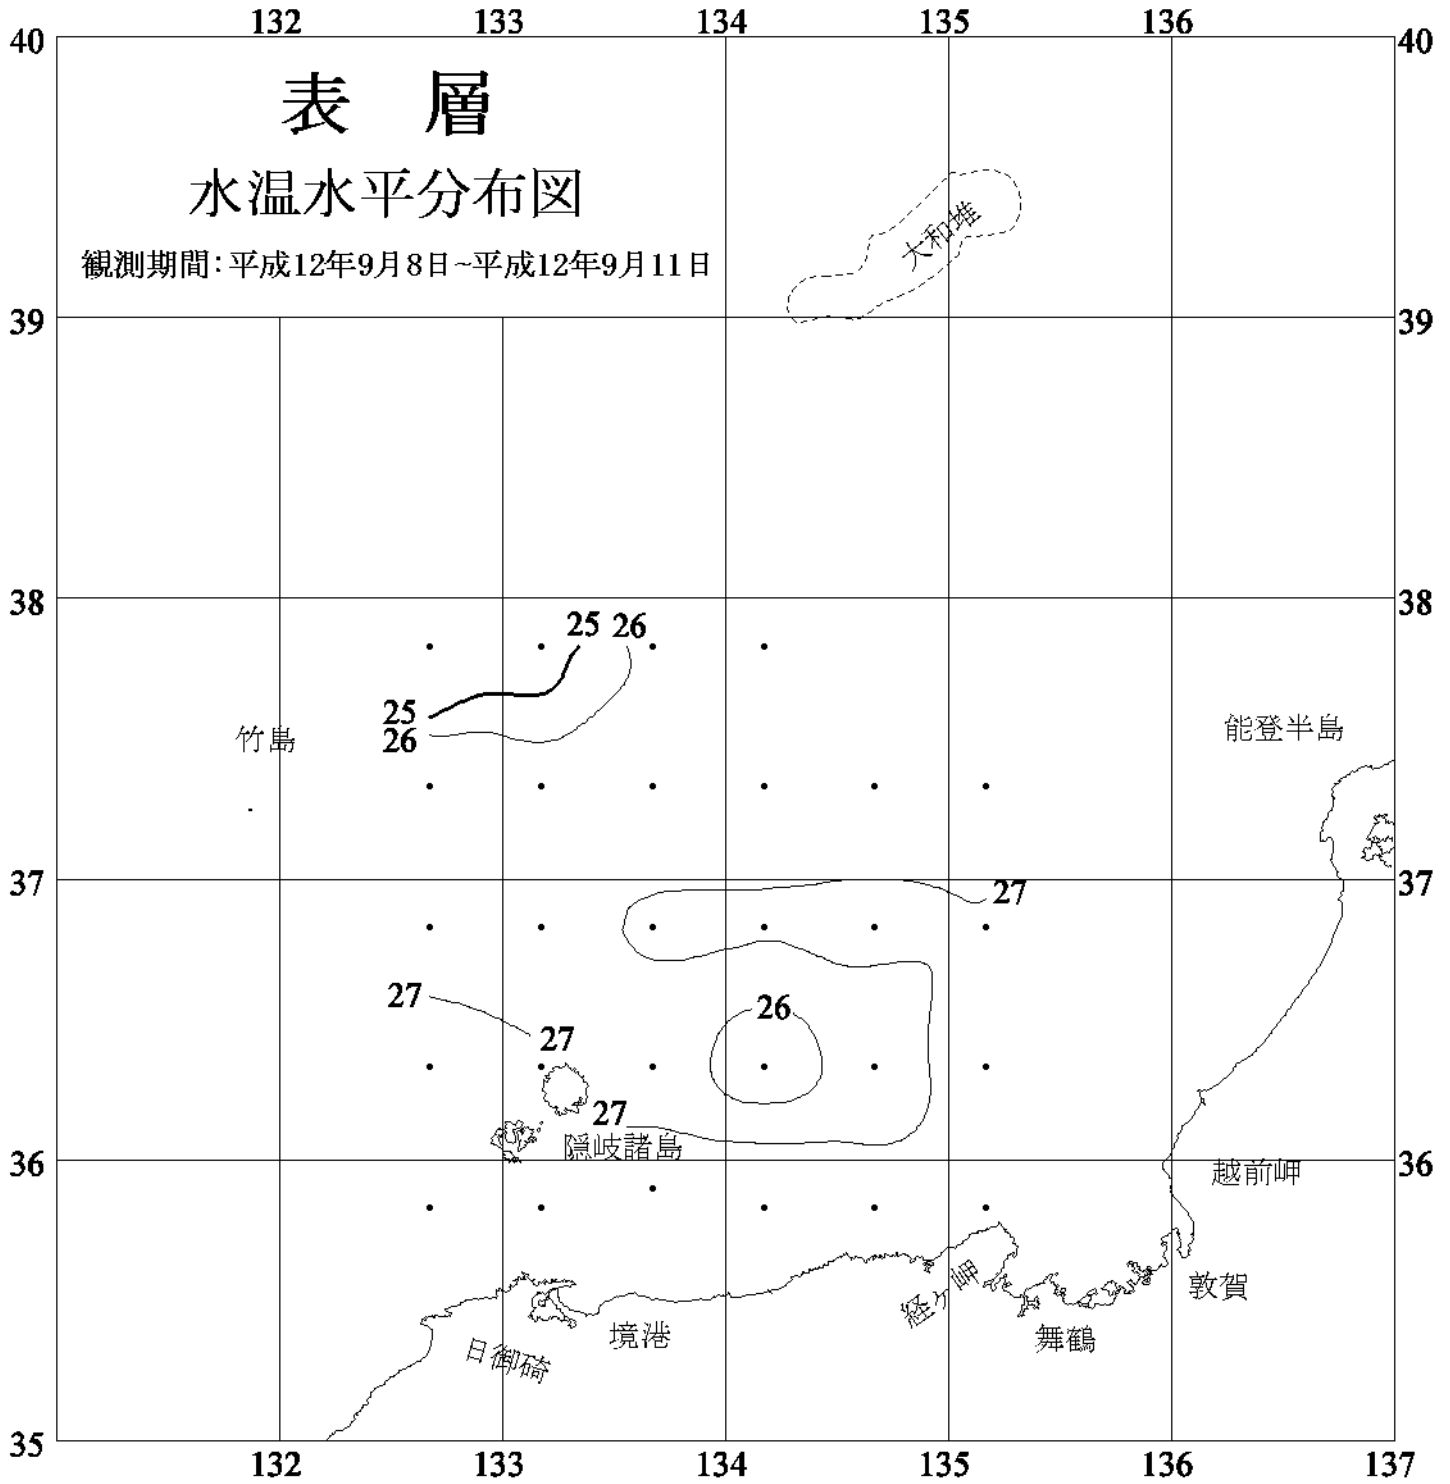 132 133 134 135 136
40 40
表 層
水温水平分布図
観測期間:平成12年9月8日~平成12年9月11日
大和堆
39 39
38 38
25 26
25
26
竹島
能登半島
37 37
27
27
26
27
27
隠岐諸島
36 36
越前岬
経ケ岬
敦賀
境港
舞鶴
日御碕
35
132 133 134 135 136 137